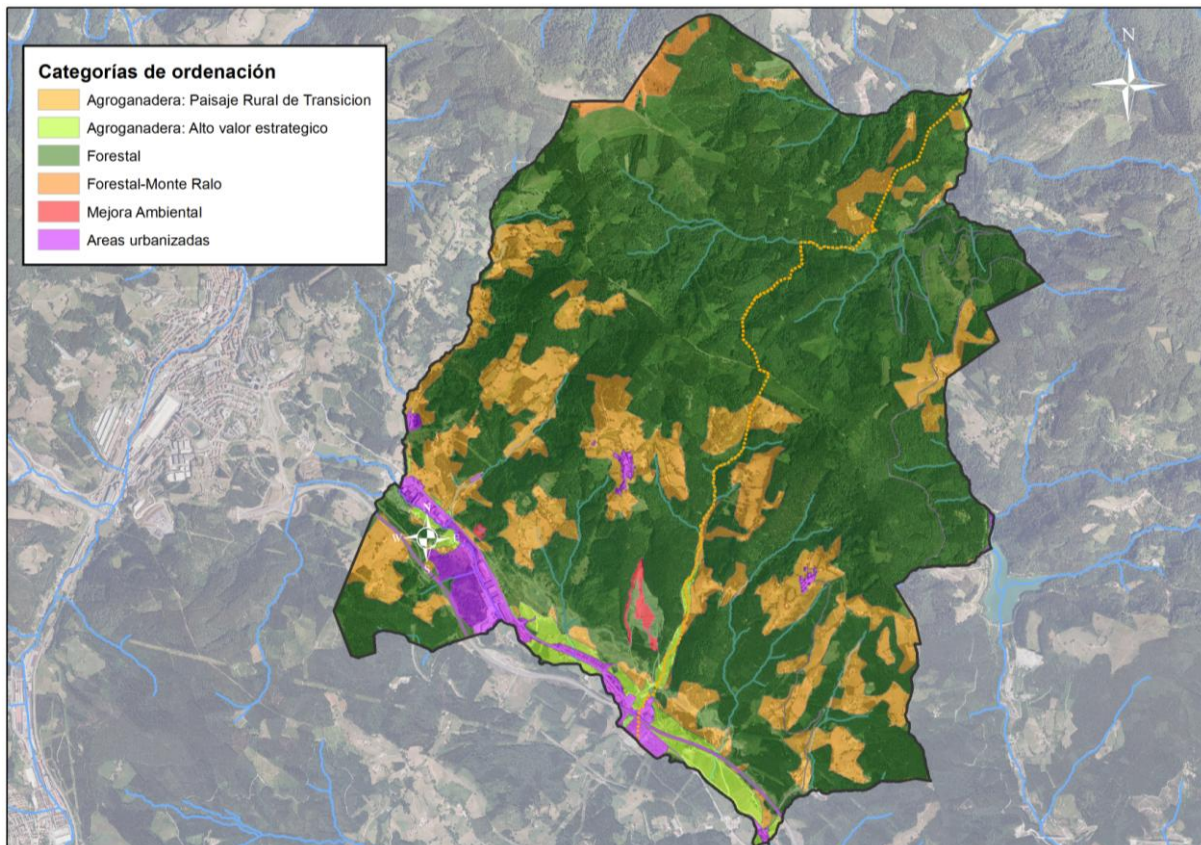 Categorías de ordenación
Agroganadera: Paisaje Rural de Transicion
Agroganadera: Alto valor estrategico
Forestal
Forestal-Monte Ralo
Mejora Ambiental
Areas urbanizadas
N
N
W
E
S